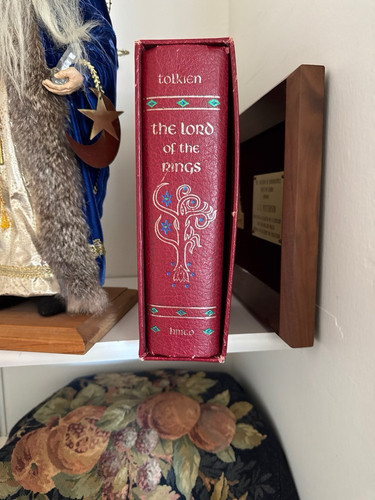 tolkien
the lord
of the
rings
hmco